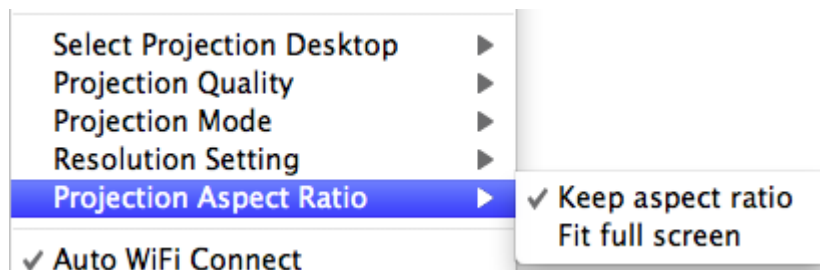 Select Projection Desktop
Projection Quality
Projection Mode
Resolution Setting
Projection Aspect Ratio
Keep aspect ratio
Fit full screen
Auto WiFi Connect